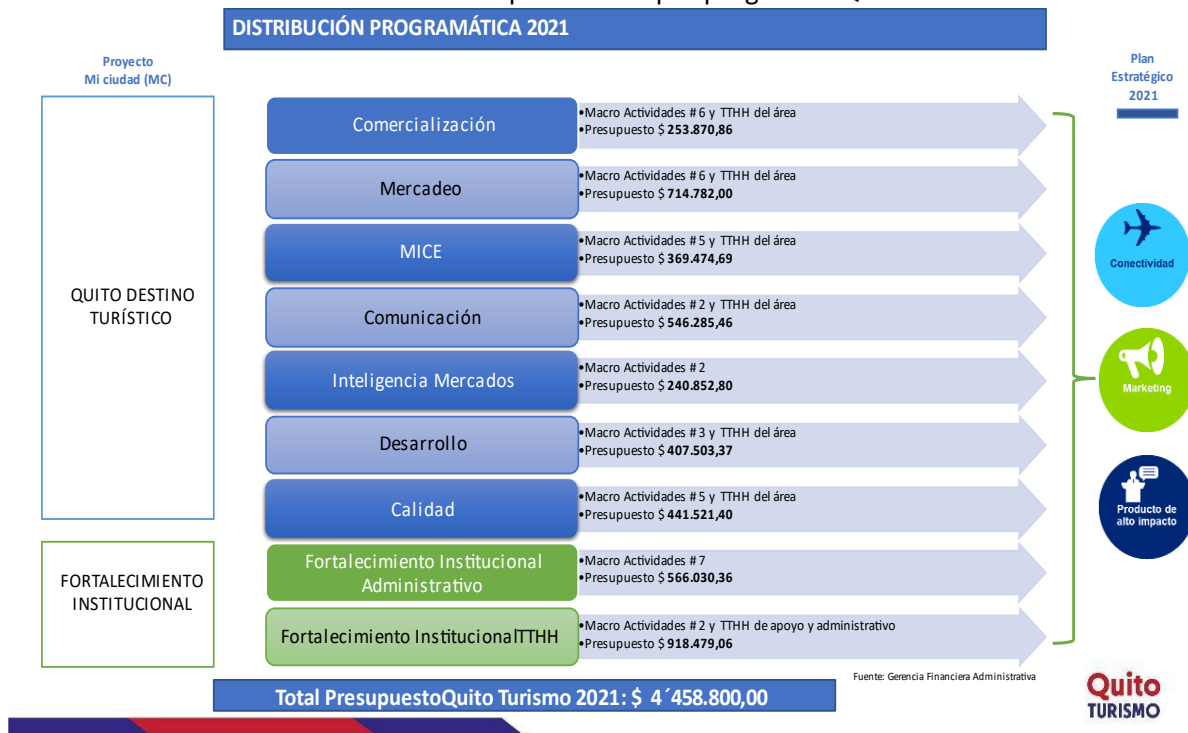 DISTRIBUCIÓN PROGRAMÁTICA 2021
Proyecto
Mi ciudad (MC)
Plan
Estratégico
2021
QUITO DESTINO
TURÍSTICO
Comercialización
•Macro Actividades # 6 y TTHH del área
•Presupuesto $ 253.870,86
Mercadeo
•Macro Actividades # 6 y TTHH del área
•Presupuesto $ 714.782,00
MICE
•Macro Actividades # 5 y TTHH del área
•Presupuesto $ 369.474,69
Comunicación
•Macro Actividades # 2 y TTHH del área
•Presupuesto $ 546.285,46
Inteligencia Mercados
•Macro Actividades # 2
•Presupuesto $ 240.852,80
Desarrollo
•Macro Actividades # 3 y TTHH del área
•Presupuesto $ 407.503,37
Calidad
•Macro Actividades # 5 y TTHH del área
•Presupuesto $ 441.521,40
FORTALECIMIENTO
INSTITUCIONAL
Fortalecimiento Institucional
Administrativo
•Macro Actividades # 7
•Presupuesto $ 566.030,36
Fortalecimiento InstitucionalTTHH
•Macro Actividades # 2 y TTHH de apoyo y administrativo
•Presupuesto $ 918.479,06
Conectividad
Marketing
Producto de
alto impacto
Fuente: Gerencia Financiera Administrativa
Total PresupuestoQuito Turismo 2021: $ 4´458.800,00
Quito
TURISMO